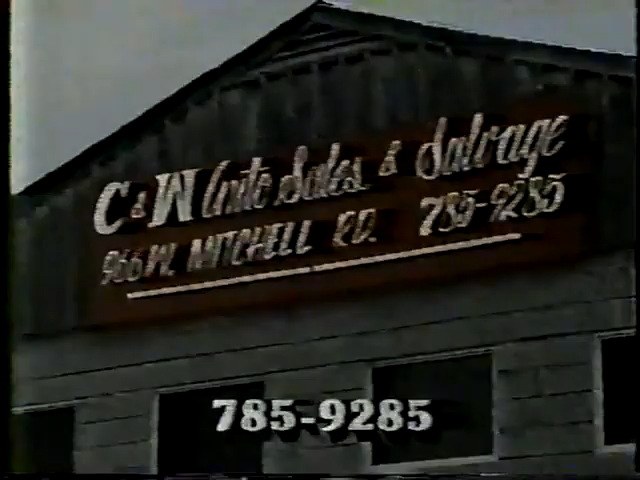 C & W Auto Sales & Salvage
966 W. MITCHELL RD. 785-9285
785-9285